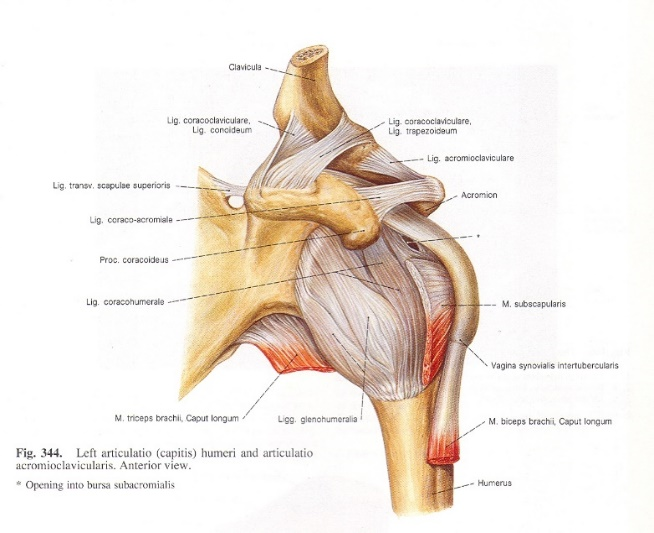 Clavicula
Lig. coracoclaviculare,
Lig. conoideum
Lig. coracoclaviculare,
Lig. trapezoideum
Lig. acromioclaviculare
Lig. transv. scapulae superioris
Acromion
Lig. coraco-acromiale
*
Proc. coracoideus
Lig. coracohumerale
M. subscapularis
Vagina synovialis intertubercularis
M. triceps brachii, Caput longum
Ligg. glenohumeralia
M. biceps brachii, Caput longum
Fig. 344. Left articulatio (capitis) humeri and articulatio
acromioclavicularis. Anterior view.
* Opening into bursa subacromialis
Humerus